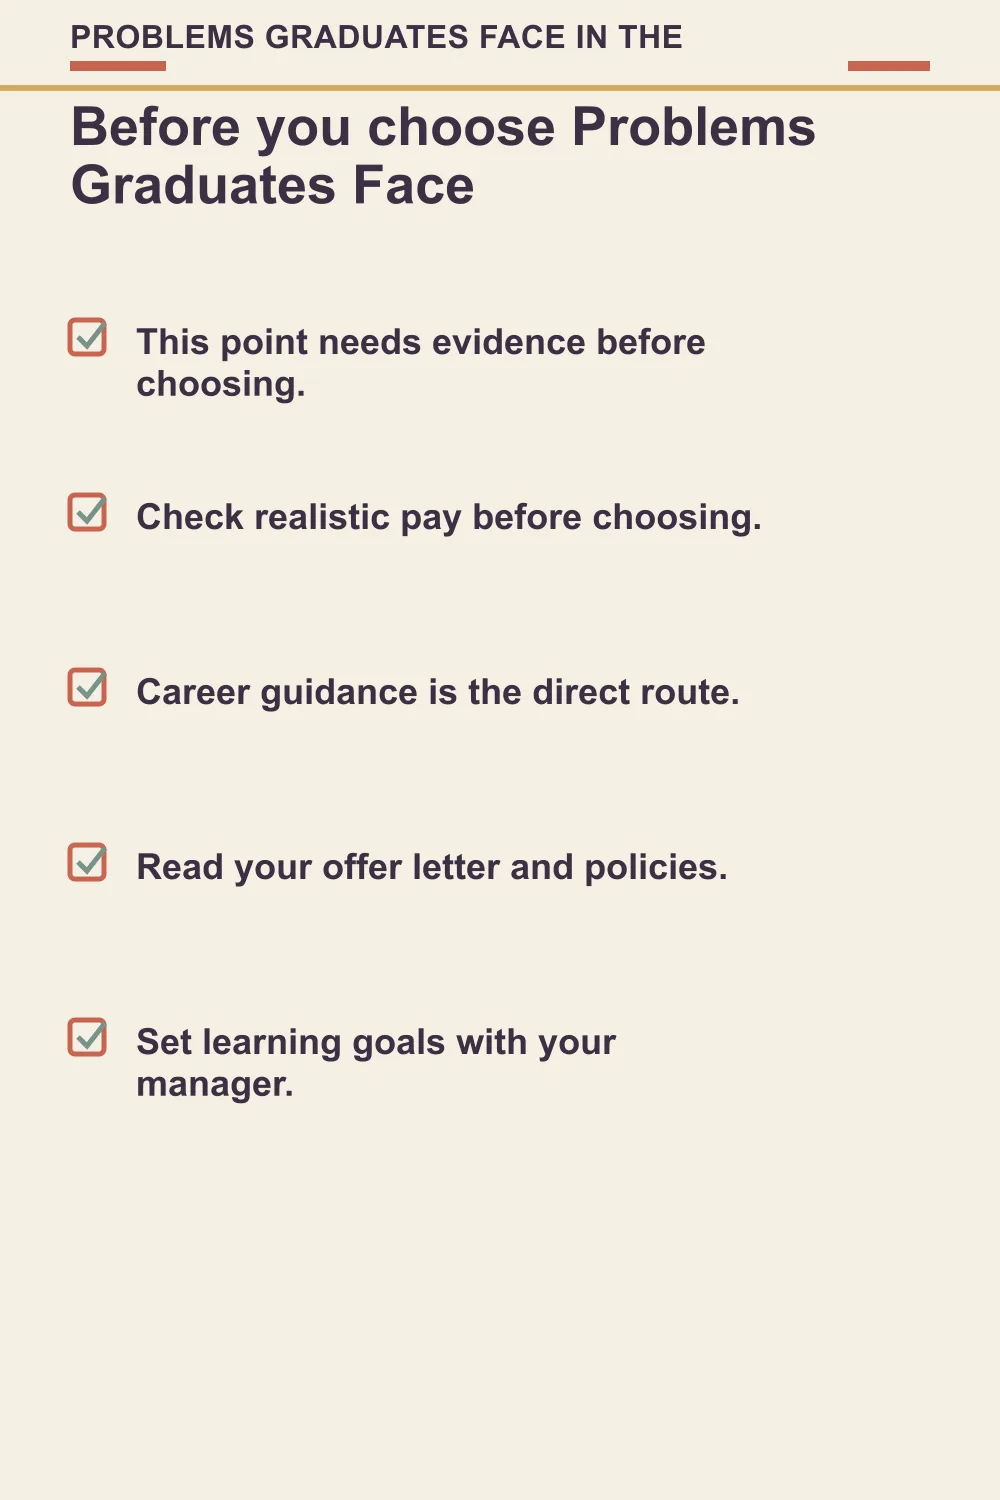 PROBLEMS GRADUATES FACE IN THE
Before you choose Problems
Graduates Face
This point needs evidence before
choosing.
Check realistic pay before choosing.
Career guidance is the direct route.
Read your offer letter and policies.
Set learning goals with your
manager.